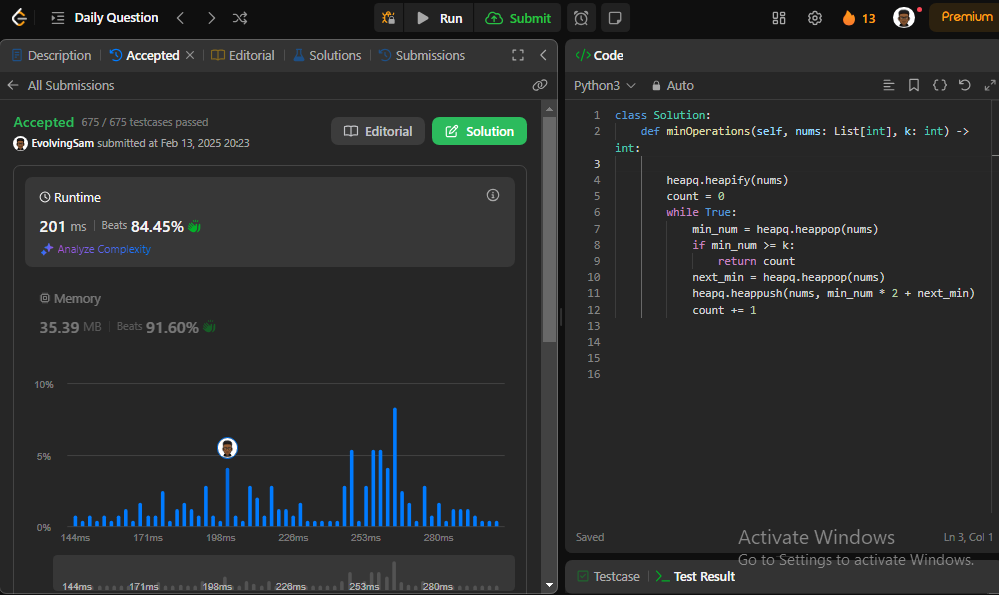 Daily Question
Run
Submit
13
Premium
Description
Accepted
Editorial
Solutions
Submissions
All Submissions
Accepted 675 / 675 testcases passed
EvolvingSam submitted at Feb 13, 2025 20:23
Editorial
Solution
Runtime
201 ms Beats 84.45%
Analyze Complexity
Memory
35.39 MB Beats 91.60%
10%
5%
0%
144ms 171ms 198ms 226ms 253ms 280ms
144ms 171ms 198ms 226ms 253ms 280ms
</> Code
Python3 Auto
1 class Solution:
2 def minOperations(self, nums: List[int], k: int) ->
int:
3
4 heapq.heapify(nums)
5 count = 0
6 while True:
7 min_num = heapq.heappop(nums)
8 if min_num >= k:
9 return count
10 next_min = heapq.heappop(nums)
11 heapq.heappush(nums, min_num * 2 + next_min)
12 count += 1
13
14
15
16
Activate Windows
Saved
Ln 3, Col 1
Go to Settings to activate Windows.
Testcase
>_ Test Result